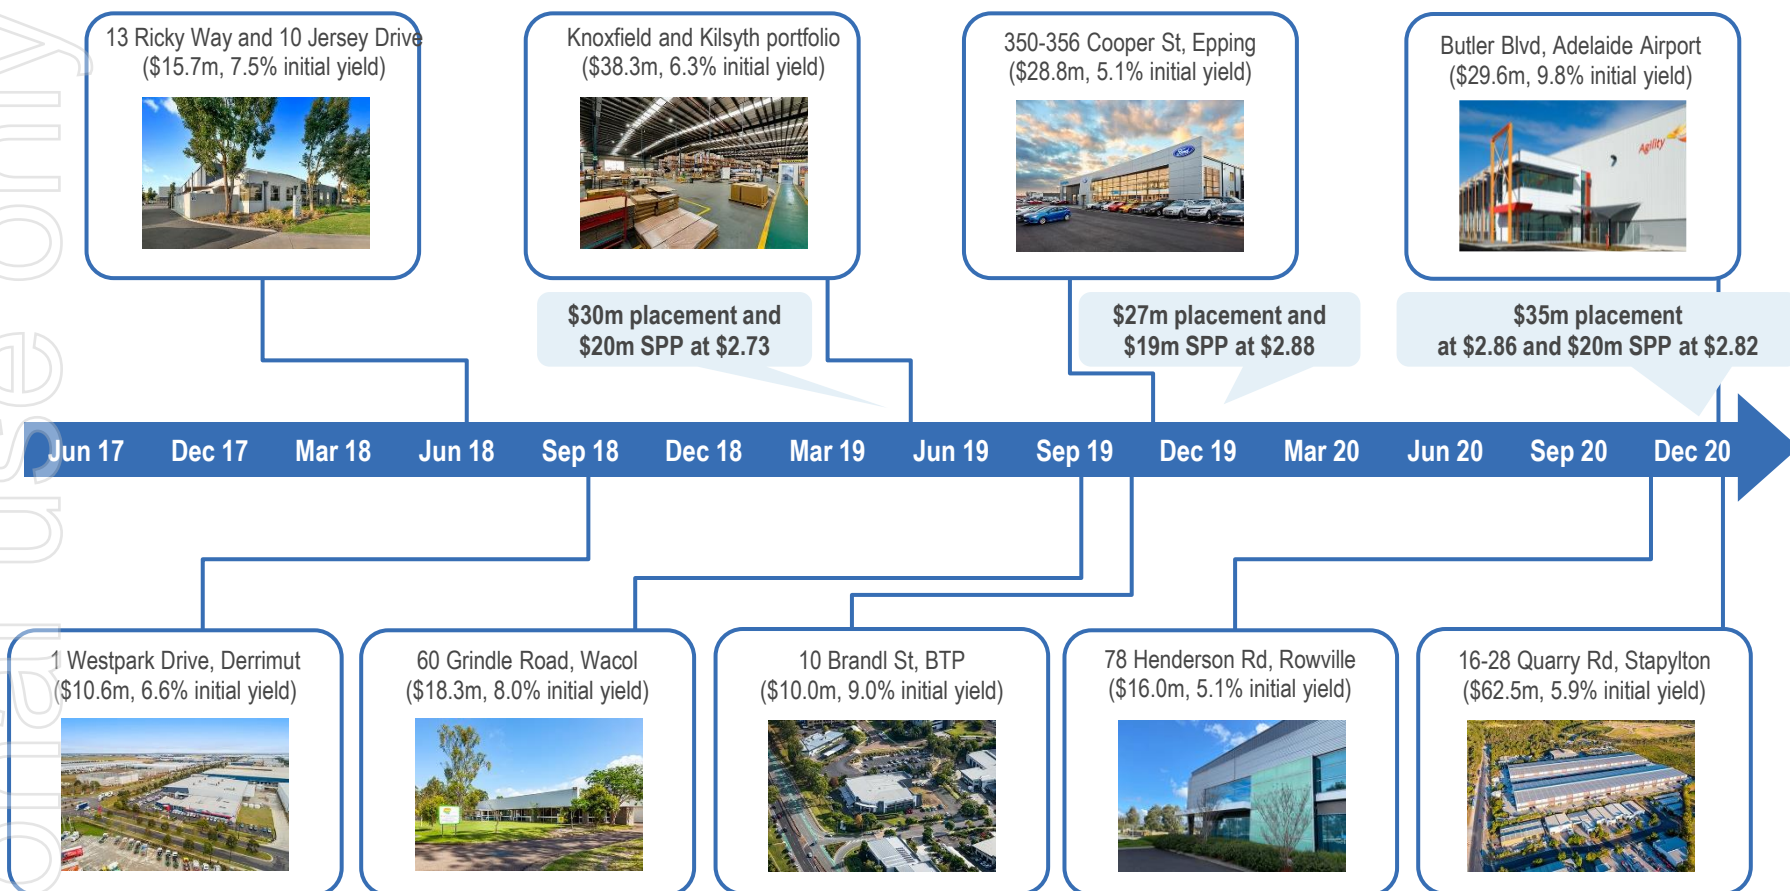 13 Ricky Way and 10 Jersey Drive
($15.7m, 7.5% initial yield)
Knoxfield and Kilsyth portfolio
($38.3m, 6.3% initial yield)
350-356 Cooper St, Epping
($28.8m, 5.1% initial yield)
Ford
Butler Blvd, Adelaide Airport
($29.6m, 9.8% initial yield)
Agility
$30m placement and
$20m SPP at $2.73
$27m placement and
$19m SPP at $2.88
$35m placement
at $2.86 and $20m SPP at $2.82
Jun 17 Dec 17 Mar 18 Jun 18 Sep 18 Dec 18 Mar 19 Jun 19 Sep 19 Dec 19 Mar 20 Jun 20 Sep 20 Dec 20
1 Westpark Drive, Derrimut
($10.6m, 6.6% initial yield)
60 Grindle Road, Wacol
($18.3m, 8.0% initial yield)
10 Brandl St, BTP
($10.0m, 9.0% initial yield)
78 Henderson Rd, Rowville
($16.0m, 5.1% initial yield)
16-28 Quarry Rd, Stapylton
($62.5m, 5.9% initial yield)
onal use only